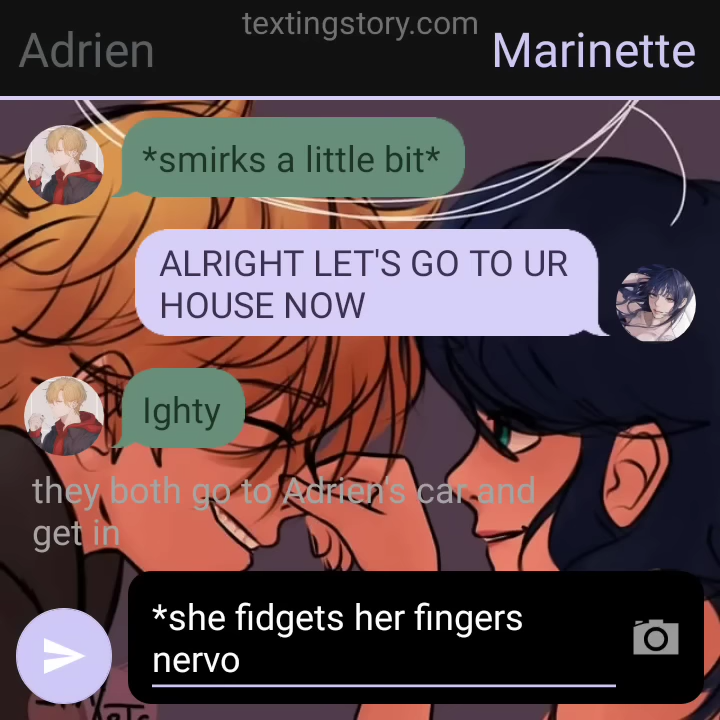 textingstory.com
Adrien
Marinette
*smirks a little bit*
ALRIGHT LET'S GO TO UR
HOUSE NOW
Ighty
they both go to Adrien's car and
get in
*she fidgets her fingers
nervo